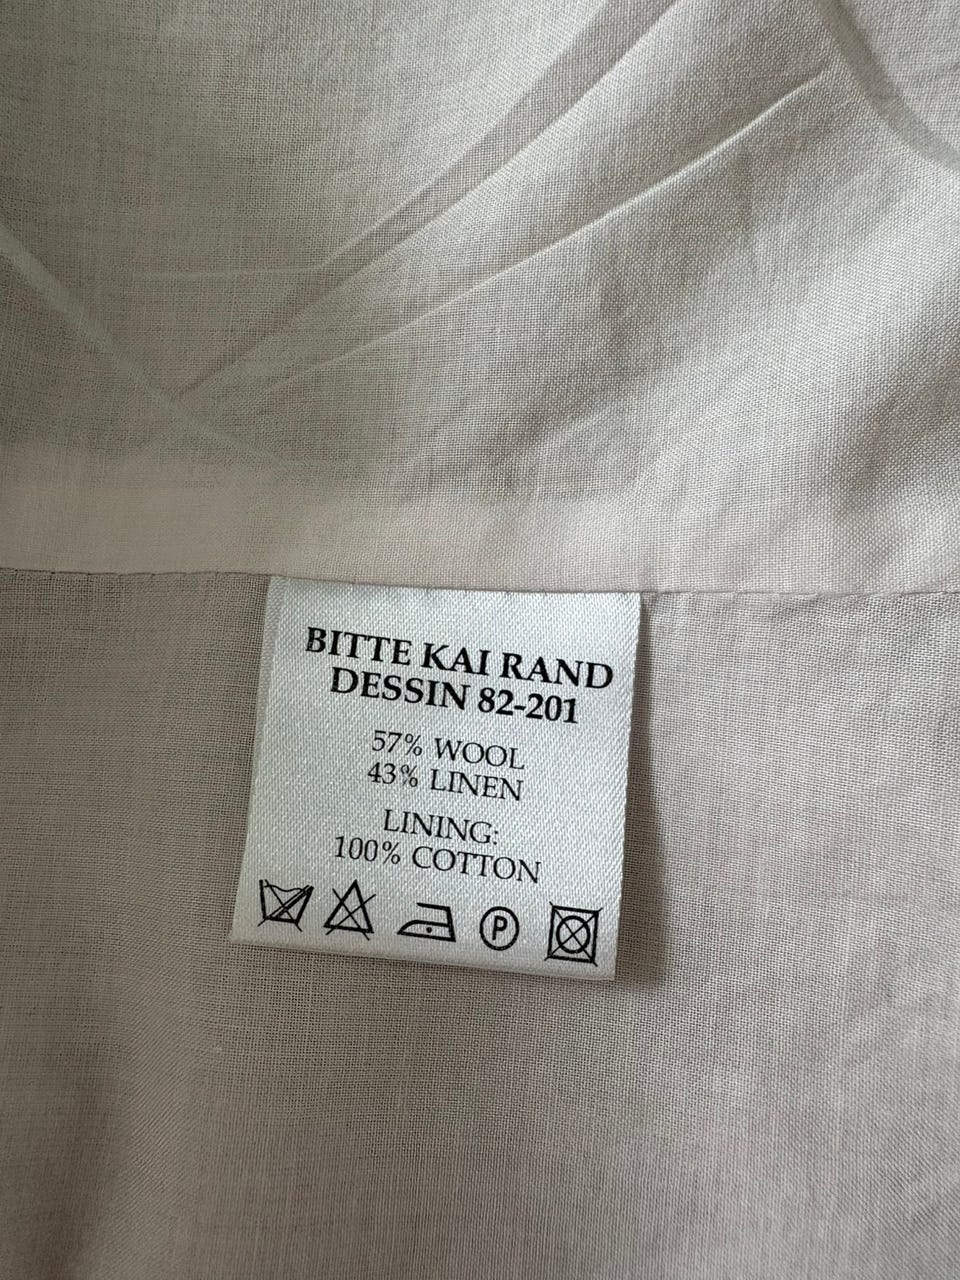 BITTE KAI RAND
DESSIN 82-201
57% WOOL
43% LINEN
LINING:
100% COTTON
P